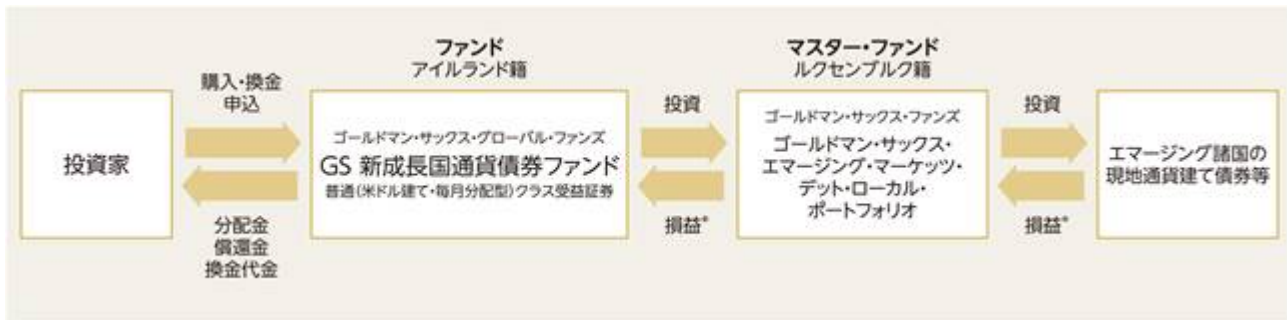 投資家
購入・換金
申込
分配金
償還金
換金代金
ファンド
アイルランド籍
ゴールドマン・サックス・グローバル・ファンズ
GS 新成長国通貨債券ファンド
普通(米ドル建て・毎月分配型)クラス受益証券
投資
損益*
マスター・ファンド
ルクセンブルク籍
ゴールドマン・サックス・ファンズ
ゴールドマン・サックス・
エマージング・マーケッツ・
デット・ローカル・
ポートフォリオ
投資
損益*
エマージング諸国の
現地通貨建て債券等